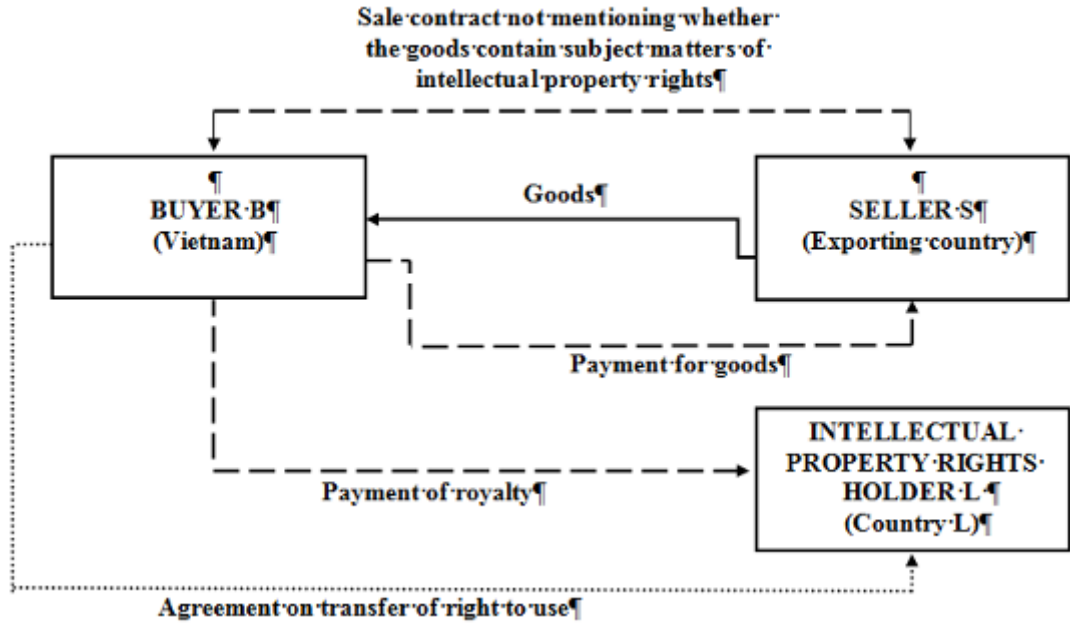 Sale·contract·not·mentioning·whether·
the·goods·contain·subject·matters·of·
intellectual·property·rights¶
¶
BUYER·B¶
(Vietnam)¶
Goods¶
¶
SELLER·S¶
(Exporting·country)¶
Payment·for·goods¶
INTELLECTUAL·
PROPERTY·RIGHTS·
HOLDER·L·¶
(Country·L)¶
Payment·of·royalty¶
Agreement·on·transfer·of·right·to·use¶